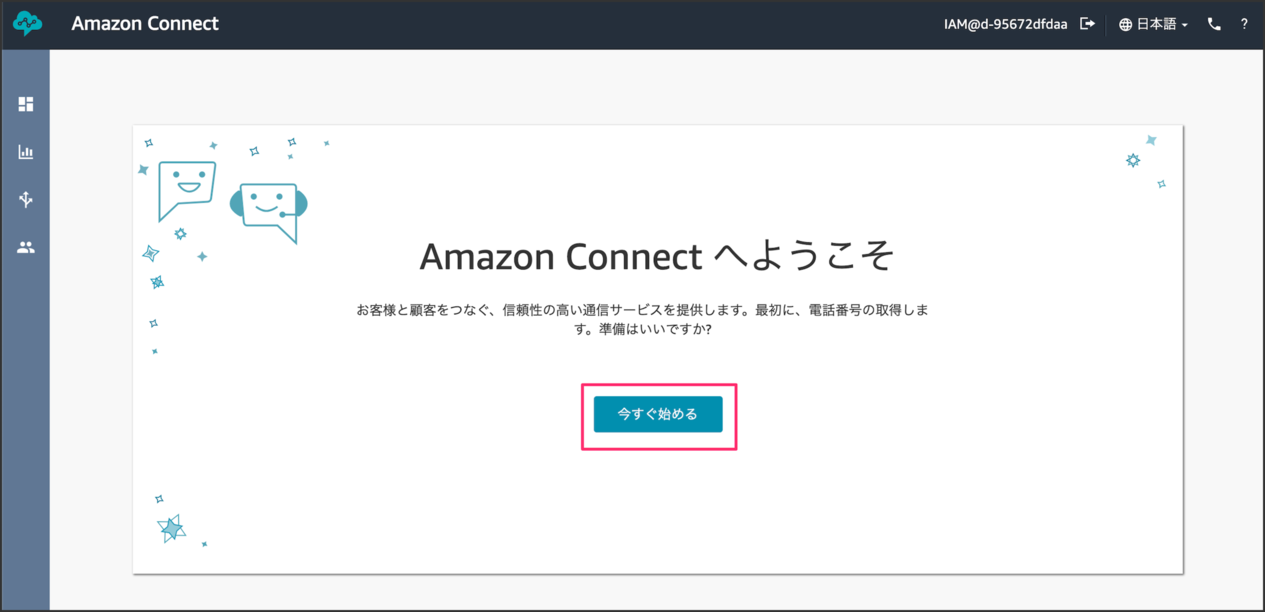 Amazon Connect
IAM@d-95672dfdaa
日本語
?
Amazon Connect へようこそ
お客様と顧客をつなぐ、信頼性の高い通信サービスを提供します。最初に、電話番号の取得しま
す。準備はいいですか?
今すぐ始める